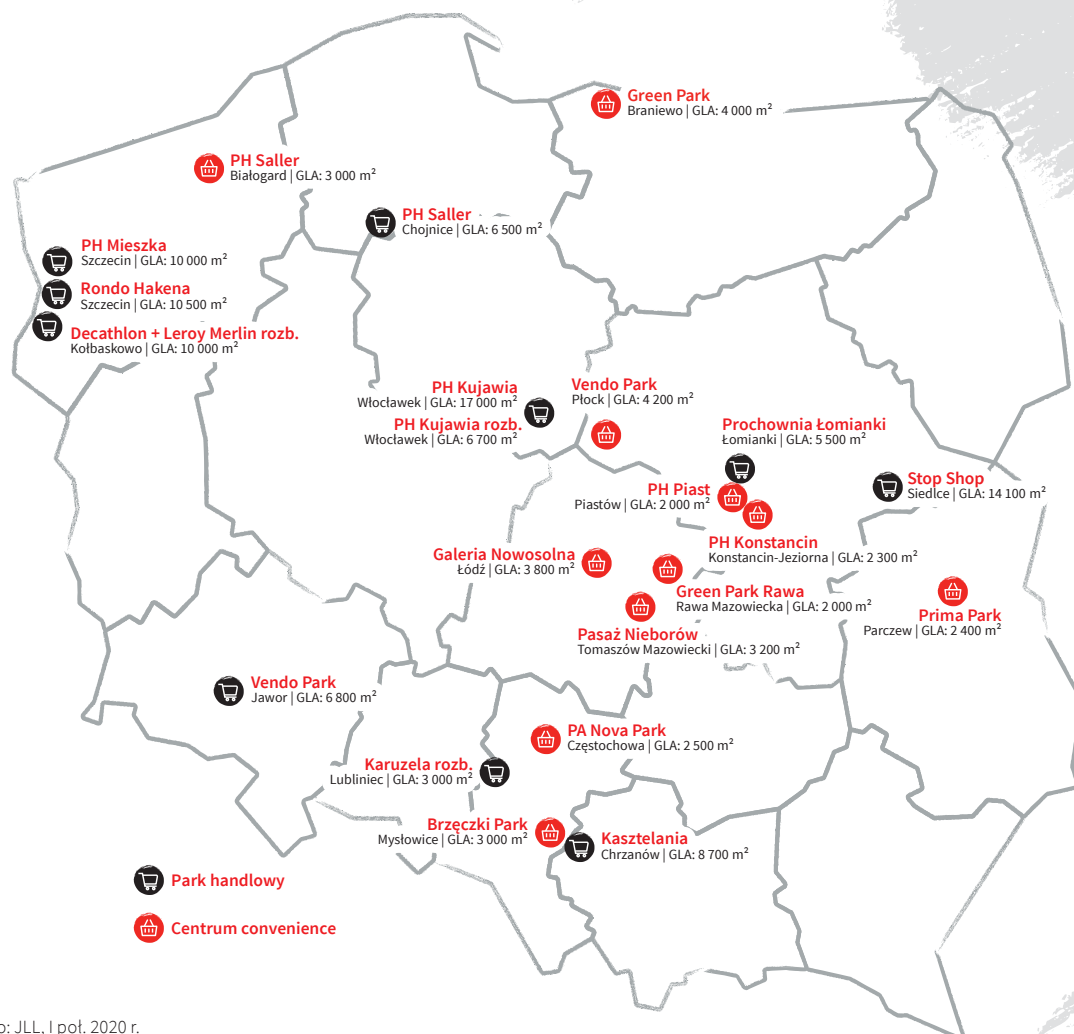 Green Park
Braniewo | GLA: 4 000 m²
PH Saller
Białogard | GLA: 3 000 m²
PH Saller
Chojnice | GLA: 6 500 m²
PH Mieszka
Szczecin | GLA: 10 000 m²
Rondo Hakena
Szczecin | GLA: 10 500 m²
Decathlon + Leroy Merlin rozb.
Kołbaskowo | GLA: 10 000 m²
PH Kujawia
Włocławek | GLA: 17 000 m²
PH Kujawia rozb.
Włocławek | GLA: 6 700 m²
Vendo Park
Płock | GLA: 4 200 m²
Prochownia Łomianki
Łomianki | GLA: 5 500 m²
Stop Shop
Siedlce | GLA: 14 100 m²
PH Piast
Piastów | GLA: 2 000 m²
PH Konstancin
Konstancin-Jeziorna | GLA: 2 300 m²
Galeria Nowosolna
Łódź | GLA: 3 800 m²
Green Park Rawa
Rawa Mazowiecka | GLA: 2 000 m²
Prima Park
Parczew | GLA: 2 400 m²
Pasaż Nieborów
Tomaszów Mazowiecki | GLA: 3 200 m²
Vendo Park
Jawor | GLA: 6 800 m²
PA Nova Park
Częstochowa | GLA: 2 500 m²
Karuzela rozb.
Lubliniec | GLA: 3 000 m²
Brzęczki Park
Mysłowice | GLA: 3 000 m²
Kasztelania
Chrzanów | GLA: 8 700 m²
Park handlowy
Centrum convenience
o: JLL, I poł. 2020 r.